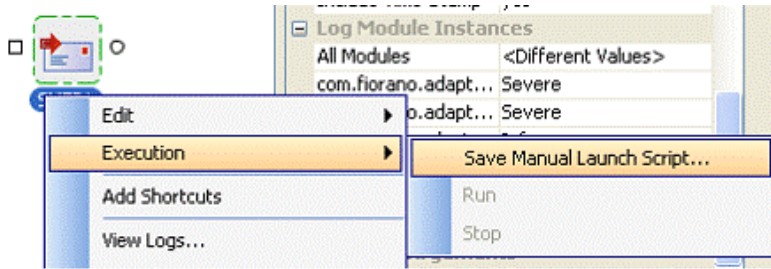 Log Module Instances
All Modules <Different Values>
com.fiorano.adapt... Severe
o.adapt... Severe
Edit
Execution
Save Manual Launch Script...
Add Shortcuts
Run
View Logs...
Stop